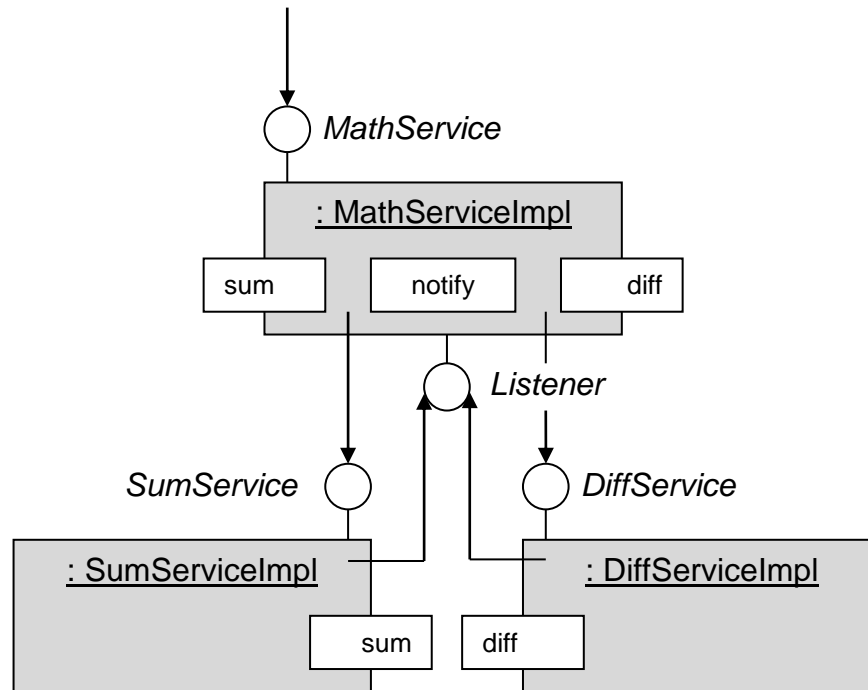 MathService
: MathServiceImpl
sum
notify
diff
Listener
SumService
DiffService
: SumServiceImpl
: DiffServiceImpl
sum
diff